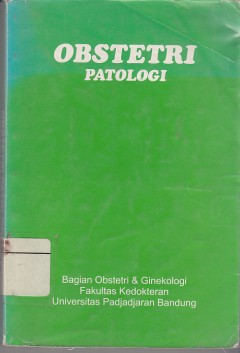 OBSTETRI
PATOLOGI
Bagian Obstetri & Ginekologi
Fakultas Kedokteran
Universitas Padjadjaran Bandung